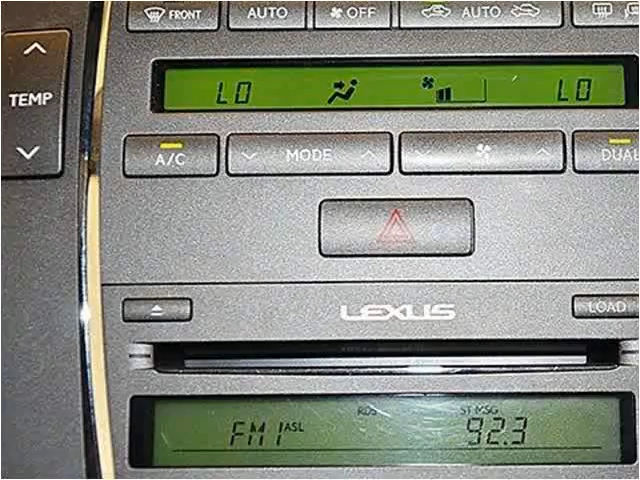 FRONT AUTO OFF AUTO
TEMP
LO LO
A/C MODE DUAL
LEXUS
LOAD
RDS ST MSG
FM1 ASL 92.3